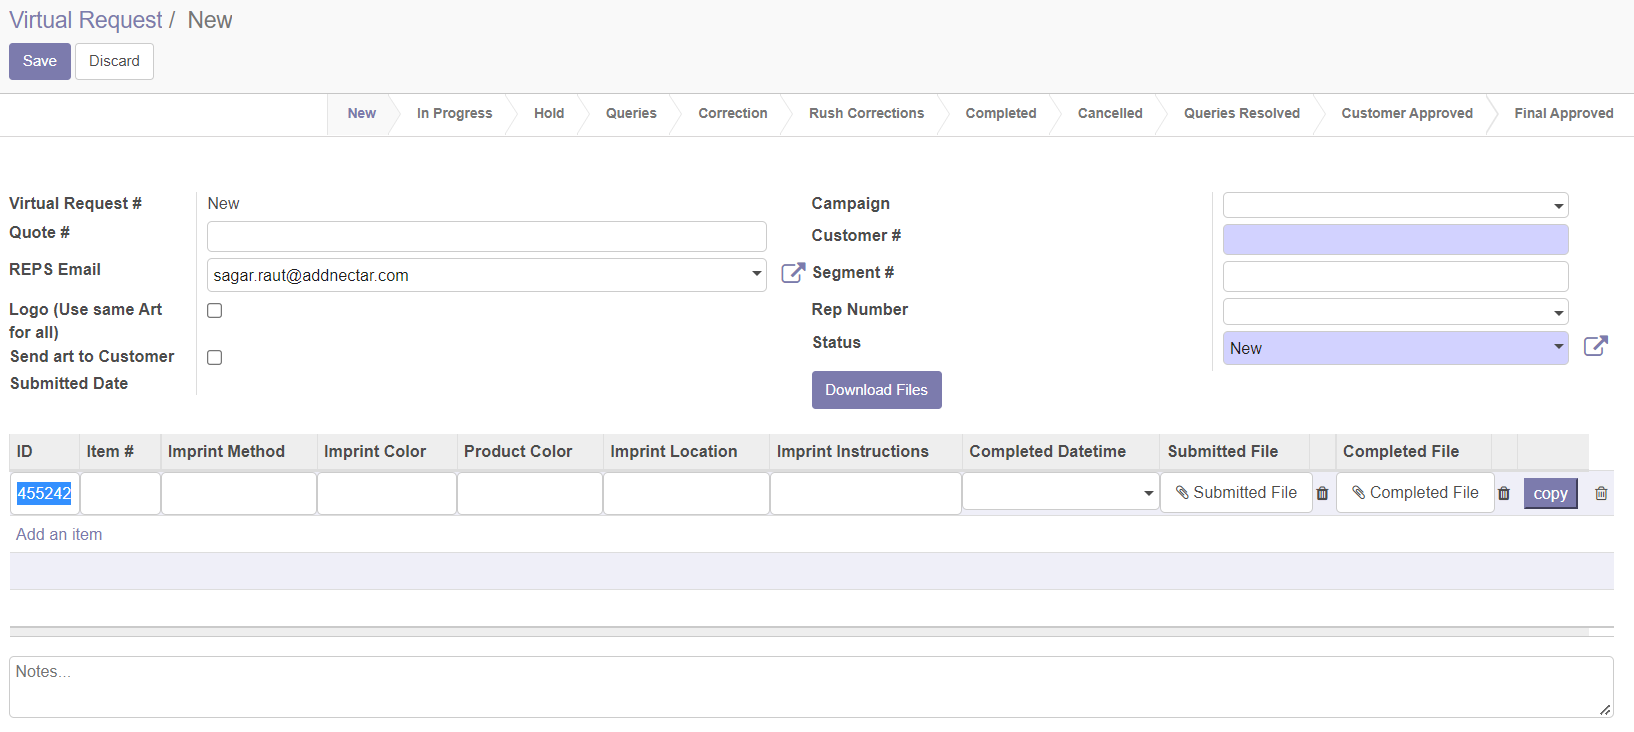 Virtual Request / New
Save Discard
New In Progress Hold Queries Correction Rush Corrections Completed Cancelled Queries Resolved Customer Approved Final Approved
Virtual Request # New
Quote #
REPS Email sagar.raut@addnectar.com
Logo (Use same Art
for all)
Send art to Customer
Submitted Date
Campaign
Customer #
Segment #
Rep Number
Status New
Download Files
ID Item # Imprint Method Imprint Color Product Color Imprint Location Imprint Instructions Completed Datetime Submitted File Completed File
455242 Submitted File Completed File copy
Add an item
Notes...